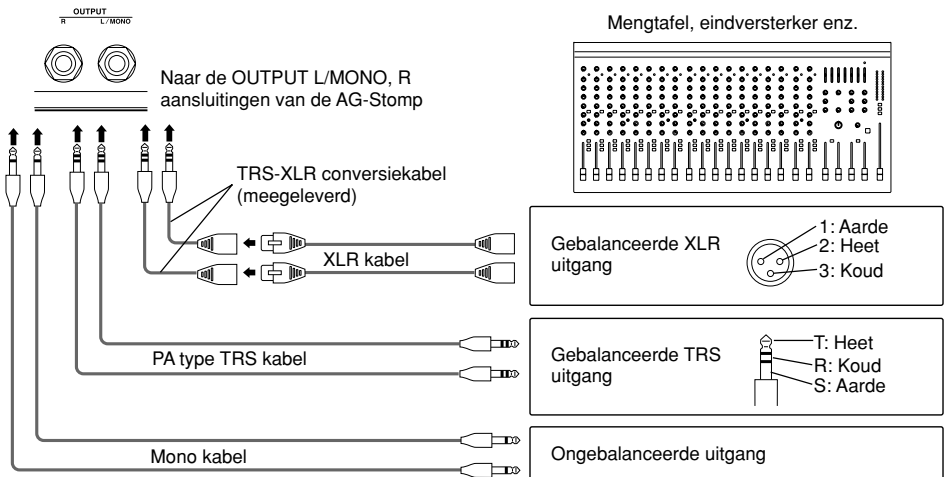 OUTPUT
R L/MONO
Mengtafel, eindversterker enz.
Naar de OUTPUT L/MONO, R
aansluitingen van de AG-Stomp
TRS-XLR conversiekabel
(meegeleverd)
XLR kabel
Gebalanceerde XLR
uitgang
1: Aarde
2: Heet
3: Koud
PA type TRS kabel
Gebalanceerde TRS
uitgang
T: Heet
R: Koud
S: Aarde
Mono kabel
Ongebalanceerde uitgang